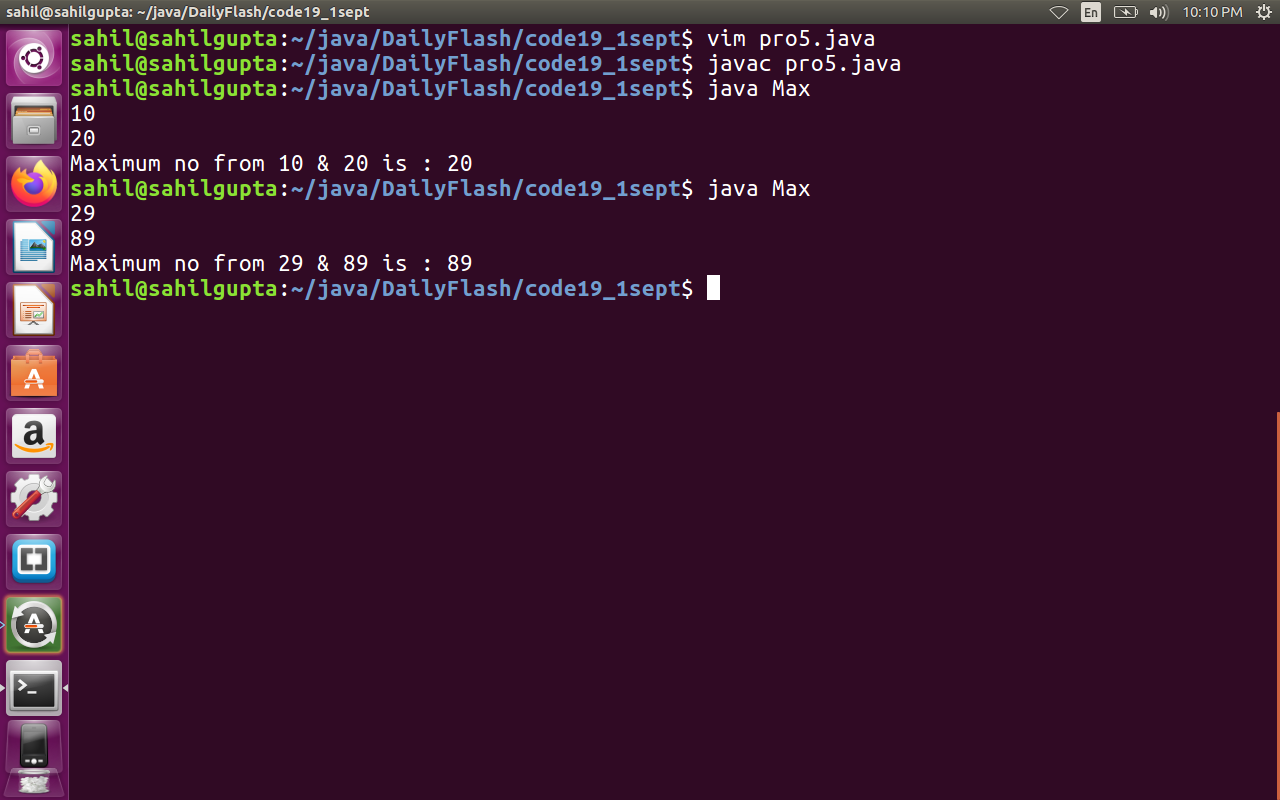 sahil@sahilgupta: ~/java/DailyFlash/code19_1sept
En
10:10 PM
sahil@sahilgupta:~/java/DailyFlash/code19_1sept$ vim pro5.java
sahil@sahilgupta:~/java/DailyFlash/code19_1sept$ javac pro5.java
sahil@sahilgupta:~/java/DailyFlash/code19_1sept$ java Max
10
20
Maximum no from 10 & 20 is : 20
sahil@sahilgupta:~/java/DailyFlash/code19_1sept$ java Max
29
89
Maximum no from 29 & 89 is : 89
sahil@sahilgupta:~/java/DailyFlash/code19_1sept$